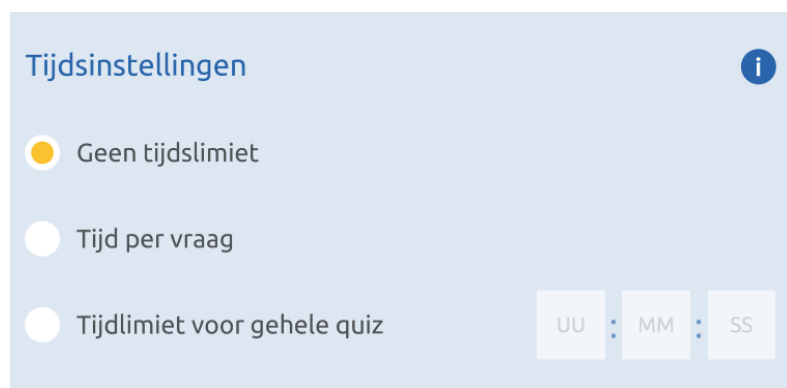 Tijdsinstellingen i
Geen tijdslimiet
Tijd per vraag
Tijdlimiet voor gehele quiz UU : MM : SS